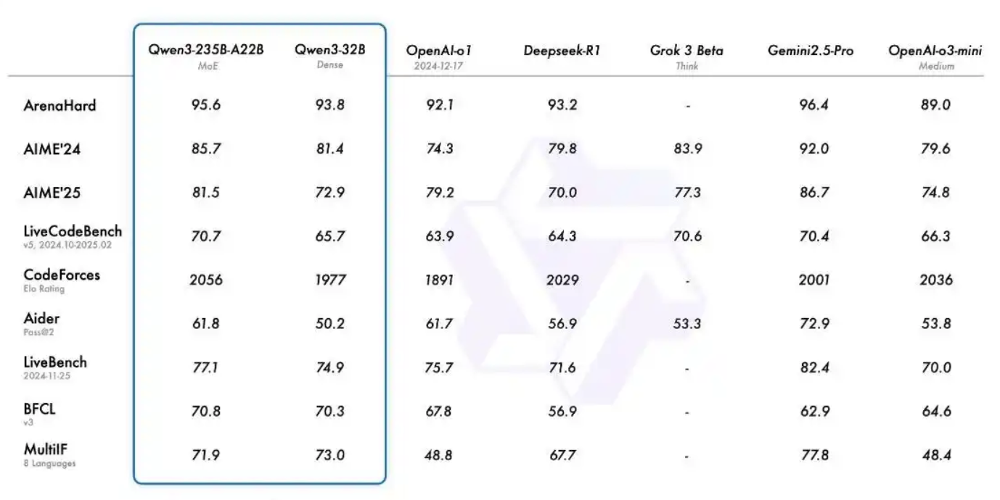 Qwen3-235B-A22B Qwen3-32B OpenAI-o1 Deepseek-R1 Grok 3 Beta Gemini2.5-Pro OpenAI-o3-mini
MoE Dense 2024-12-17 Think Medium
ArenaHard 95.6 93.8 92.1 93.2 - 96.4 89.0
AIME'24 85.7 81.4 74.3 79.8 83.9 92.0 79.6
AIME'25 81.5 72.9 79.2 70.0 77.3 86.7 74.8
LiveCodeBench 70.7 65.7 63.9 64.3 70.6 70.4 66.3
v5, 2024.10-2025.02
CodeForces 2056 1977 1891 2029 - 2001 2036
Elo Rating
Aider 61.8 50.2 61.7 56.9 53.3 72.9 53.8
Pass@2
LiveBench 77.1 74.9 75.7 71.6 - 82.4 70.0
2024-11-25
BFCL 70.8 70.3 67.8 56.9 - 62.9 64.6
v3
MultiIF 71.9 73.0 48.8 67.7 - 77.8 48.4
8 Languages